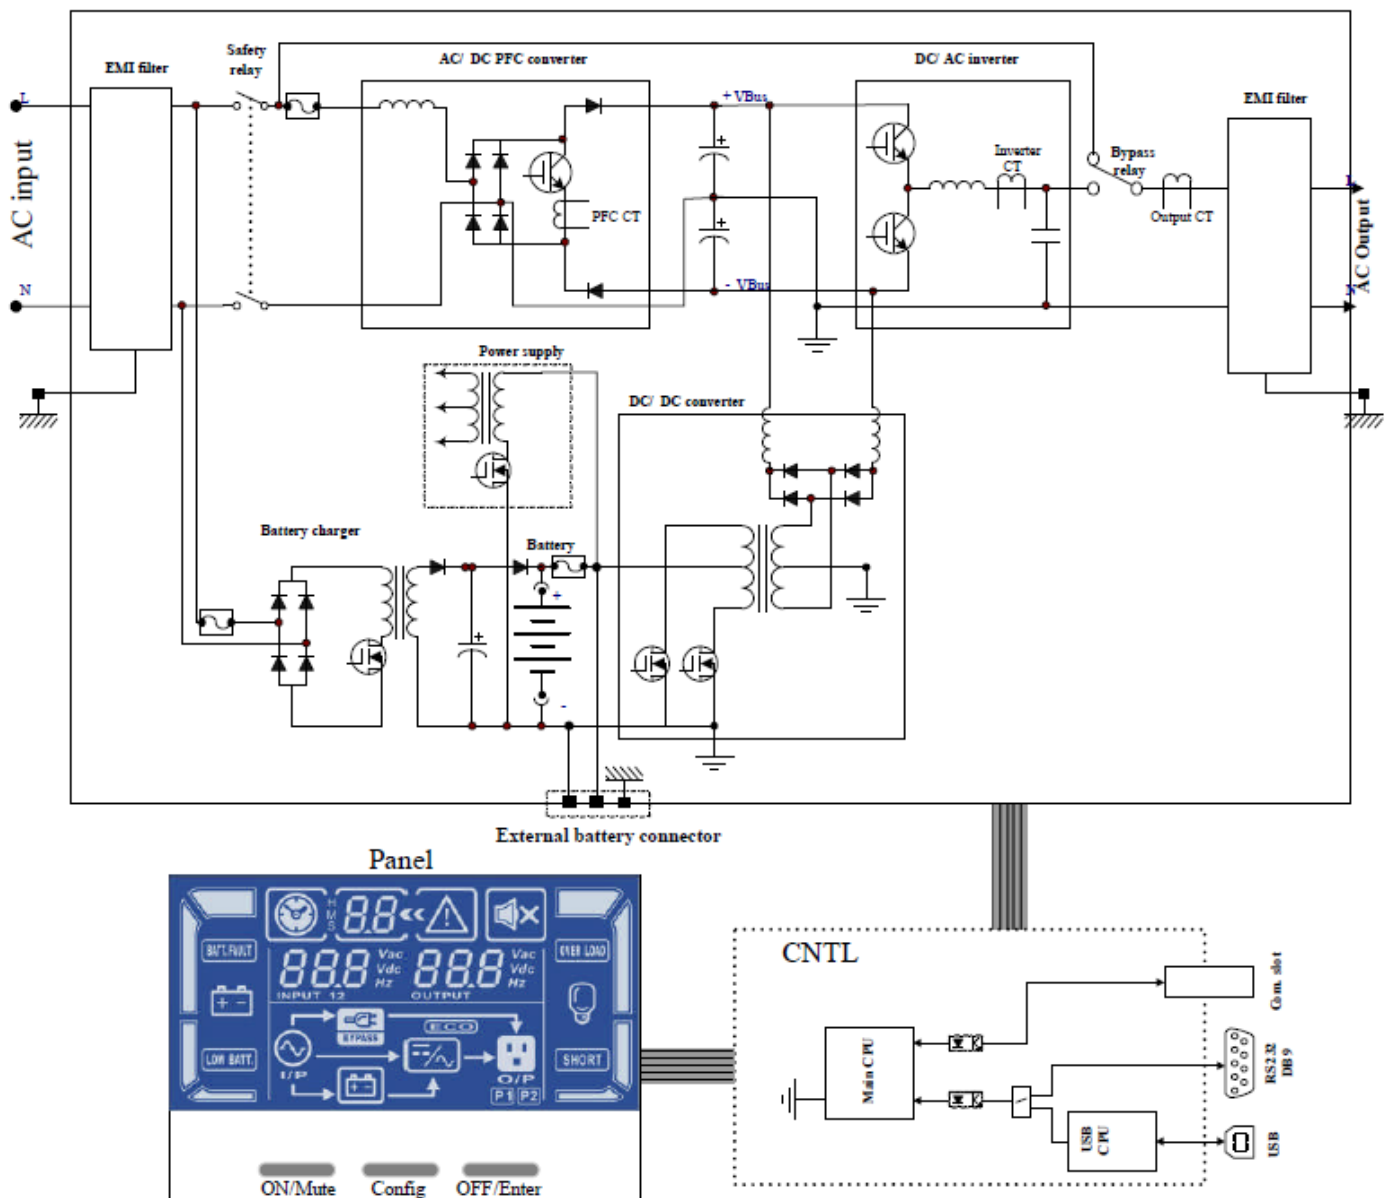 Safety
relay
EMI filter
AC/ DC PFC converter
DC/ AC inverter
EMI filter
L
+ VBus
AC input
Inverter
CT
Bypass
relay
PFC CT
Output CT
L
AC Output
N
- VBus
N
Power supply
DC/ DC converter
Battery charger
Battery
+
-
External battery connector
Panel
H
M
S
88
BATT.FAULT
OVER LOAD
888
Vac
Vdc
Hz
888
Vac
Vdc
Hz
INPUT 12
OUTPUT
BYPASS
ECO
LOW BATT.
I/P
O/P
SHORT
P1
P2
ON/Mute
Config
OFF/Enter
CNTL
Com. slot
Main CPU
RS232
DB9
USB
CPU
USB